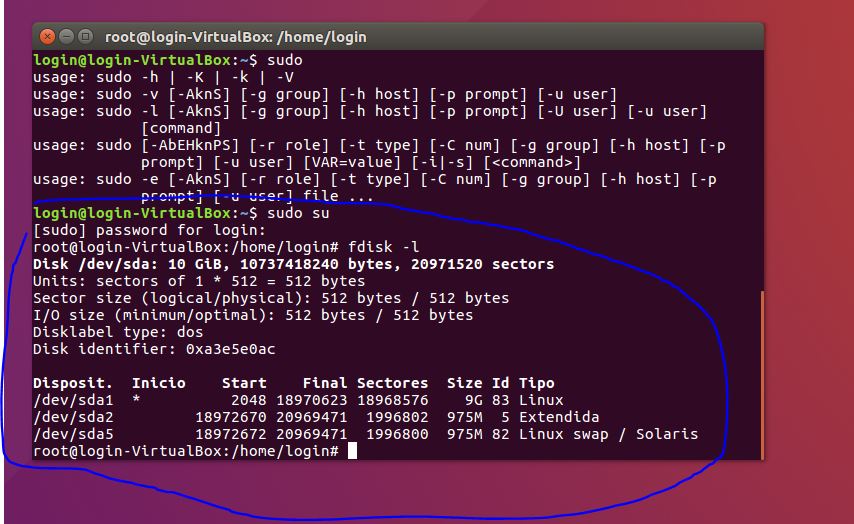 root@login-VirtualBox: /home/login
login@login-VirtualBox:~$ sudo
usage: sudo -h | -K | -k | -V
usage: sudo -v [-AknS] [-g group] [-h host] [-p prompt] [-u user]
usage: sudo -l [-AknS] [-g group] [-h host] [-p prompt] [-U user] [-u user]
[command]
usage: sudo [-AbEHknPS] [-r role] [-t type] [-C num] [-g group] [-h host] [-p
prompt] [-u user] [VAR=value] [-i|-s] [<command>]
usage: sudo -e [-AknS] [-r role] [-t type] [-C num] [-g group] [-h host] [-p
prompt] [-u user] file ...
login@login-VirtualBox:~$ sudo su
[sudo] password for login:
root@login-VirtualBox:/home/login# fdisk -l
Disk /dev/sda: 10 GiB, 10737418240 bytes, 20971520 sectors
Units: sectors of 1 * 512 = 512 bytes
Sector size (logical/physical): 512 bytes / 512 bytes
I/O size (minimum/optimal): 512 bytes / 512 bytes
Disklabel type: dos
Disk identifier: 0xa3e5e0ac
Disposit.  Inicio    Start    Final Sectores  Size Id Tipo
/dev/sda1  *          2048 18970623 18968576    9G 83 Linux
/dev/sda2         18972670 20969471  1996802  975M  5 Extendida
/dev/sda5         18972672 20969471  1996800  975M 82 Linux swap / Solaris
root@login-VirtualBox:/home/login#